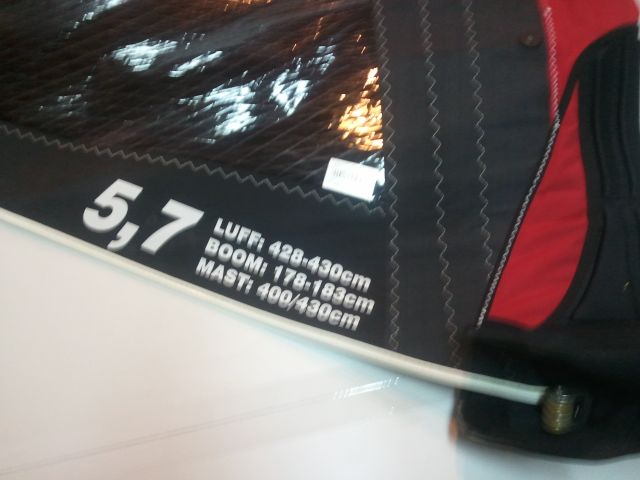 5,7
LUFF: 428-430cm
BOOM: 178-183cm
MAST: 400/430cm